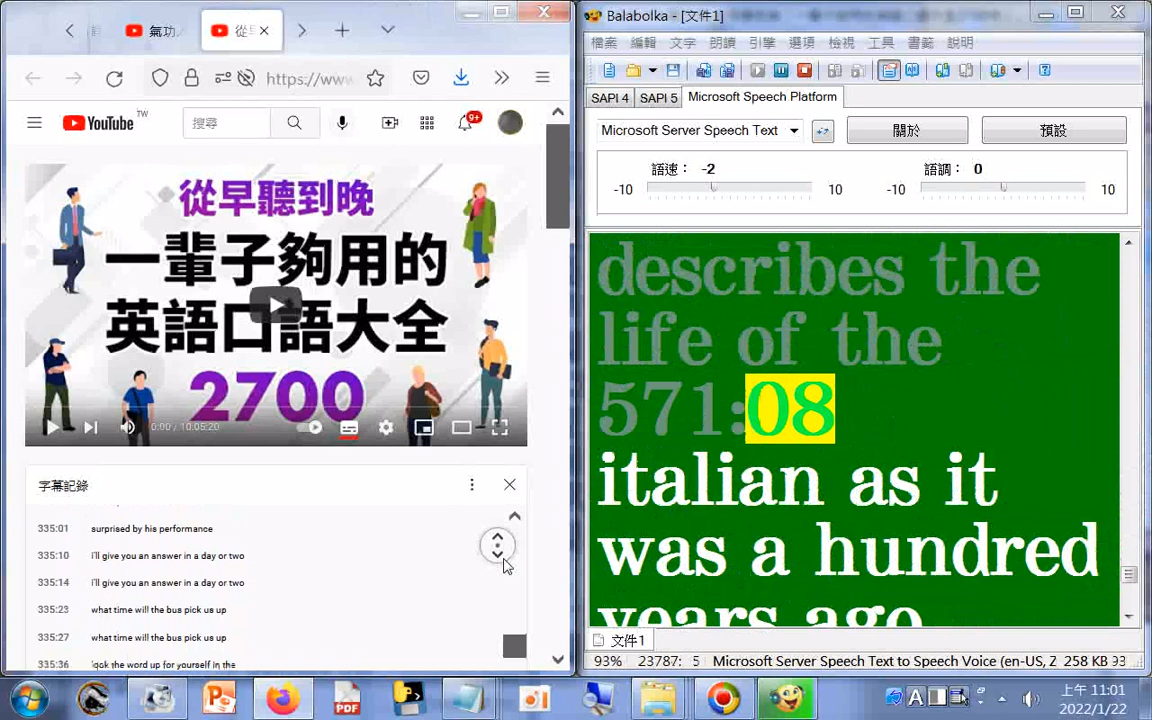 氣功
從
https://www
YouTube TW
搜尋
9+
從早聽到晚
一輩子夠用的
英語口語大全
2700
0:00 / 10:05:20
字幕記錄
335:01 surprised by his performance
335:10 i'll give you an answer in a day or two
335:14 i'll give you an answer in a day or two
335:23 what time will the bus pick us up
335:27 what time will the bus pick us up
335:36 look the word up for yourself in the
Balabolka - [文件1]
檔案 編輯 文字 朗讀 引擎 選項 檢視 工具 書籤 說明
SAPI 4 SAPI 5 Microsoft Speech Platform
Microsoft Server Speech Text 關於 預設
語速： -2 語調： 0
-10 10 -10 10
describes the
life of the
571:08
italian as it
was a hundred
years ago
文件1
93% 23787: 5 Microsoft Server Speech Text to Speech Voice (en-US, Z 258 KB 93
PDF
A
上午 11:01
2022/1/22